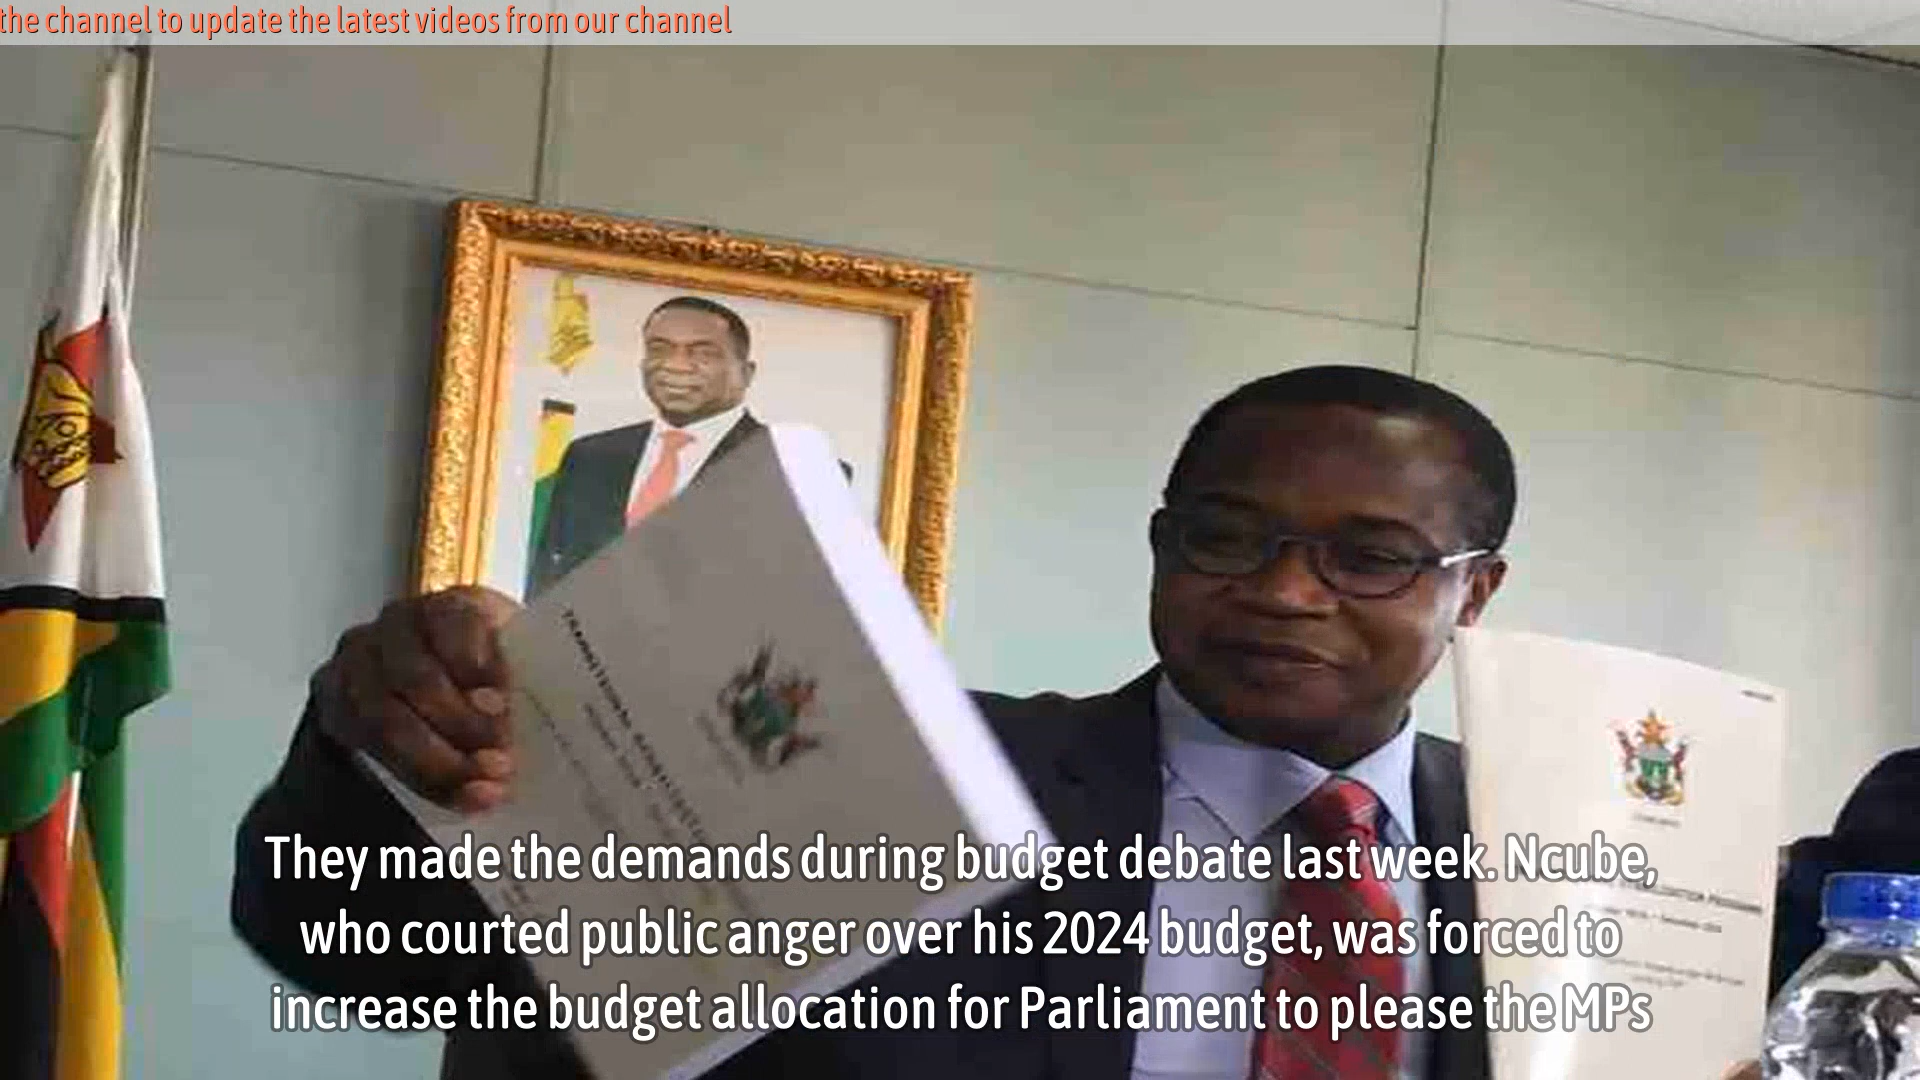 the channel to update the latest videos from our channel
They made the demands during budget debate last week. Ncube,
who courted public anger over his 2024 budget, was forced to
increase the budget allocation for Parliament to please the MPs